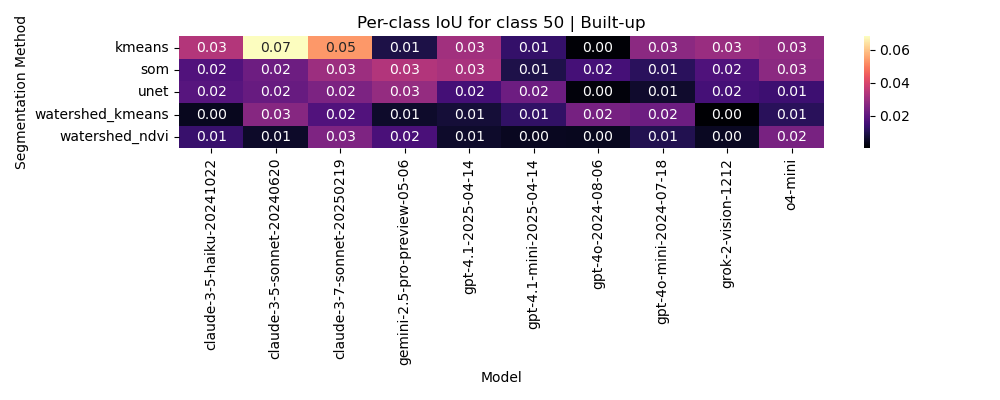 Per-class IoU for class 50 | Built-up
Segmentation Method
kmeans 0.03 0.07 0.05 0.01 0.03 0.01 0.00 0.03 0.03 0.03
som 0.02 0.02 0.03 0.03 0.03 0.01 0.02 0.01 0.02 0.03
unet 0.02 0.02 0.02 0.03 0.02 0.02 0.00 0.01 0.02 0.01
watershed_kmeans 0.00 0.03 0.02 0.01 0.01 0.01 0.02 0.02 0.00 0.01
watershed_ndvi 0.01 0.01 0.03 0.02 0.01 0.00 0.00 0.01 0.00 0.02
0.06
0.04
0.02
claude-3-5-haiku-20241022
claude-3-5-sonnet-20240620
claude-3-7-sonnet-20250219
gemini-2.5-pro-preview-05-06
gpt-4.1-2025-04-14
gpt-4.1-mini-2025-04-14
gpt-4o-2024-08-06
gpt-4o-mini-2024-07-18
grok-2-vision-1212
o4-mini
Model